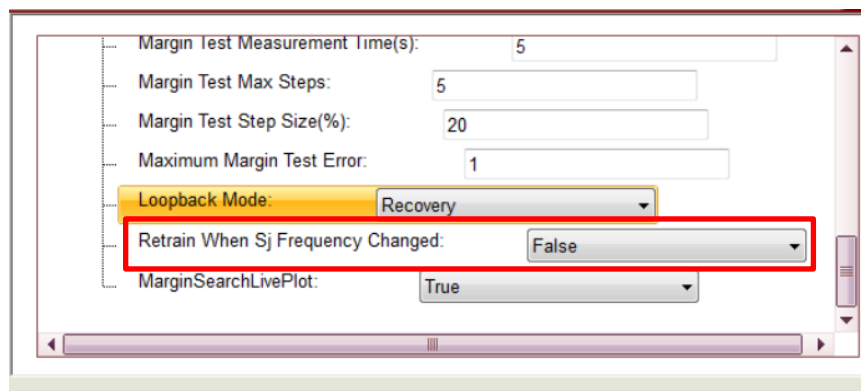 Margin Test Measurement Time(s): 5
Margin Test Max Steps: 5
Margin Test Step Size(%): 20
Maximum Margin Test Error: 1
Loopback Mode: Recovery
Retrain When Sj Frequency Changed: False
MarginSearchLivePlot: True